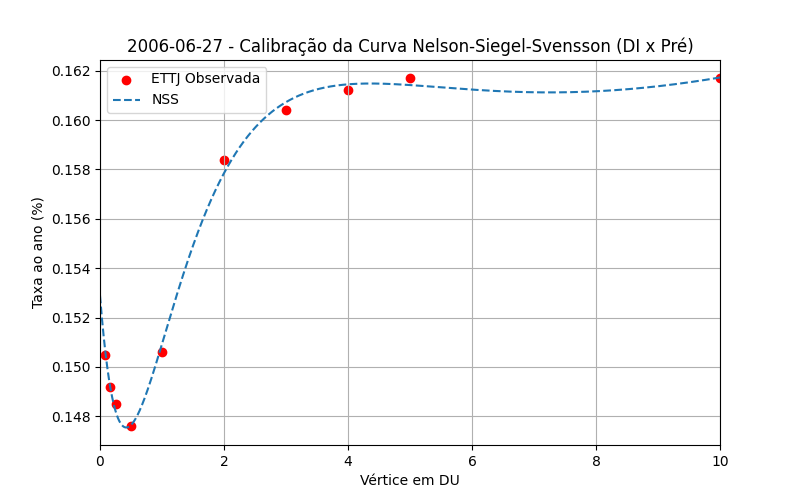 2006-06-27 - Calibração da Curva Nelson-Siegel-Svensson (DI x Pré)
ETTJ Observada
NSS
Taxa ao ano (%)
0.162
0.160
0.158
0.156
0.154
0.152
0.150
0.148
0 2 4 6 8 10
Vértice em DU